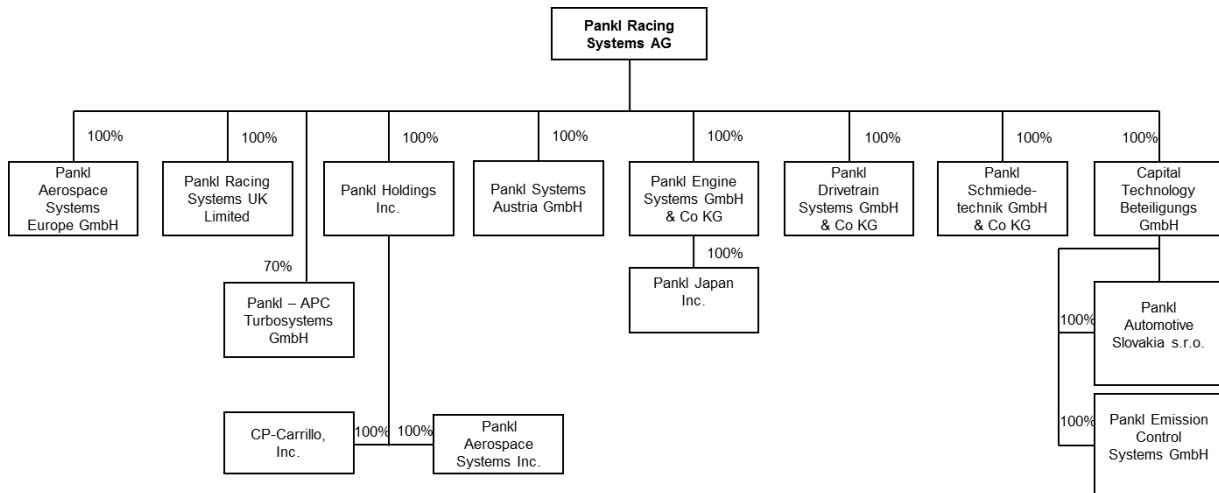 Pankl Racing
Systems AG
100%
100%
100%
100%
100%
100%
100%
100%
Pankl
Aerospace
Systems
Europe GmbH
Pankl Racing
Systems UK
Limited
Pankl Holdings
Inc.
Pankl Systems
Austria GmbH
Pankl Engine
Systems GmbH
& Co KG
Pankl
Drivetrain
Systems GmbH
& Co KG
Pankl
Schmiede-
technik GmbH
& Co KG
Capital
Technology
Beteiligungs
GmbH
70%
100%
Pankl – APC
Turbosystems
GmbH
Pankl Japan
Inc.
100%
Pankl
Automotive
Slovakia s.r.o.
CP-Carrillo,
Inc.
100%
100%
Pankl
Aerospace
Systems Inc.
100%
Pankl Emission
Control
Systems GmbH